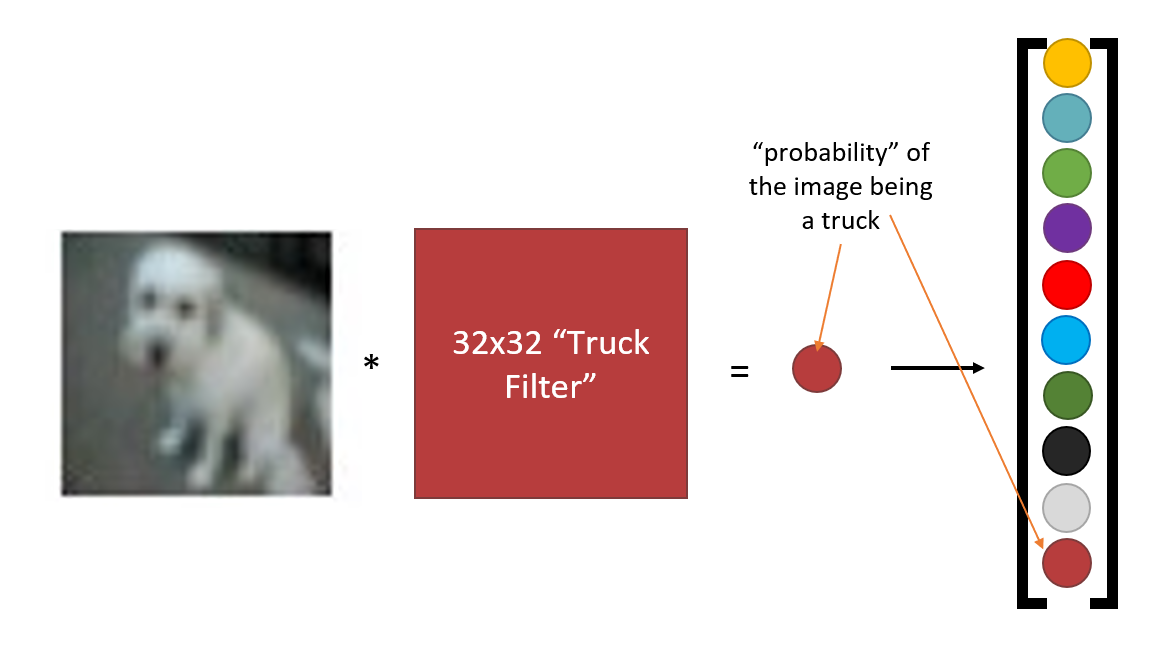 “probability” of
the image being
a truck
*
32x32 “Truck
Filter”
=